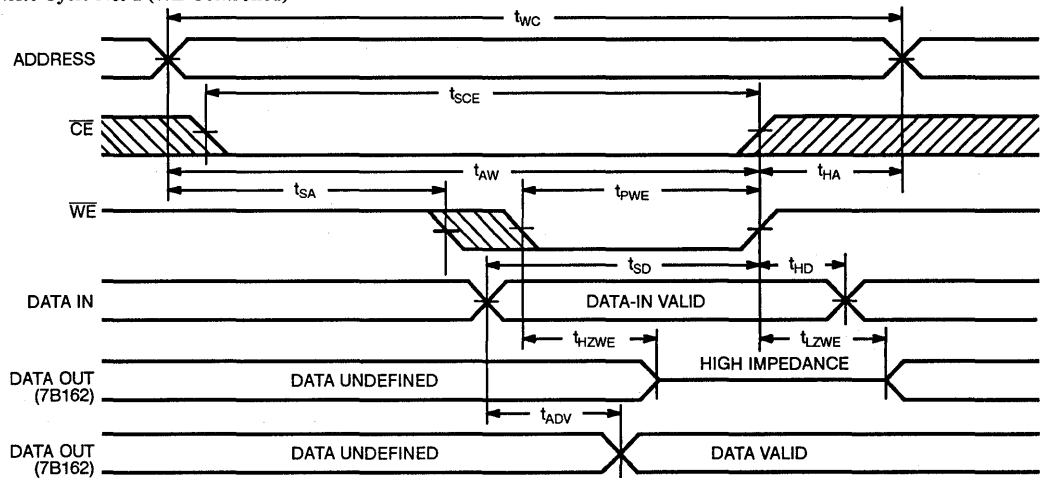 t_WC
ADDRESS
t_SCE
CE
t_AW
t_HA
t_SA
t_PWE
WE
t_SD
t_HD
DATA IN
DATA-IN VALID
t_HZWE
t_LZWE
HIGH IMPEDANCE
DATA OUT
(7B162)
DATA UNDEFINED
t_ADV
DATA OUT
(7B162)
DATA UNDEFINED
DATA VALID